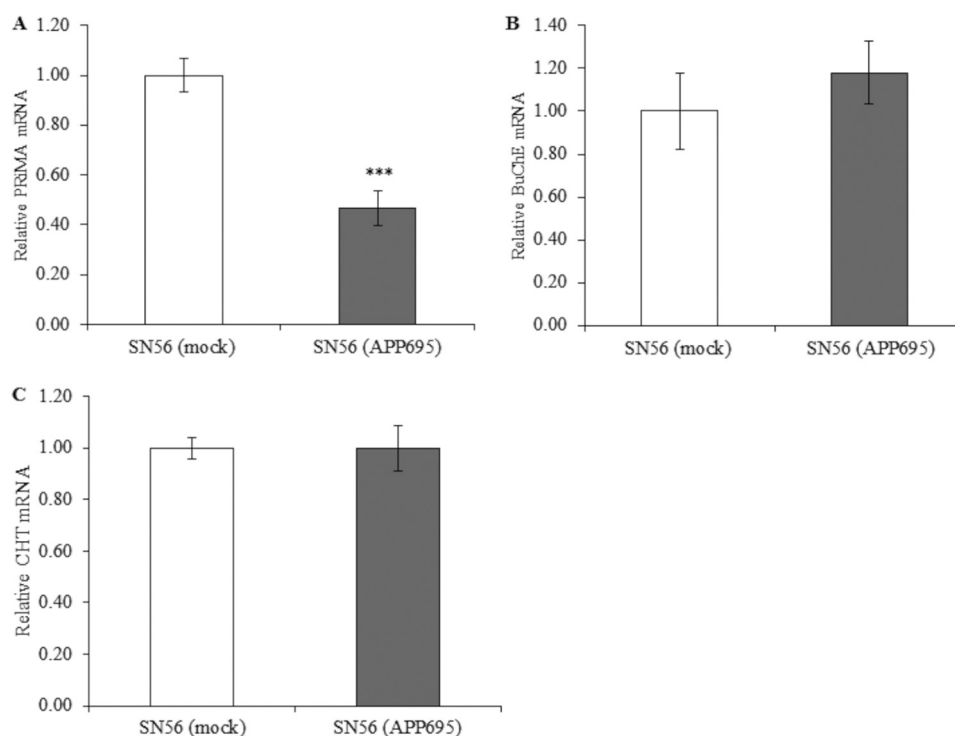 A
Relative PRiMA mRNA
1.00
0.80
0.60
0.40
0.20
0.00
***
SN56 (mock)
SN56 (APP695)
B
Relative BuChE mRNA
1.40
1.20
1.00
0.80
0.60
0.40
0.20
0.00
SN56 (mock)
SN56 (APP695)
C
Relative CHT mRNA
1.20
1.00
0.80
0.60
0.40
0.20
0.00
SN56 (mock)
SN56 (APP695)